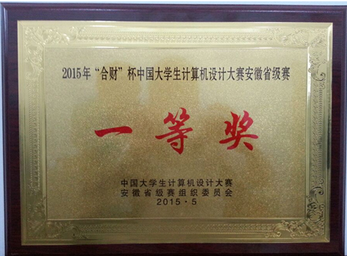 2015年“合财”杯中国大学生计算机设计大赛安徽省级赛
一等奖
中国大学生计算机设计大赛
安徽省级赛组织委员会
2015·5